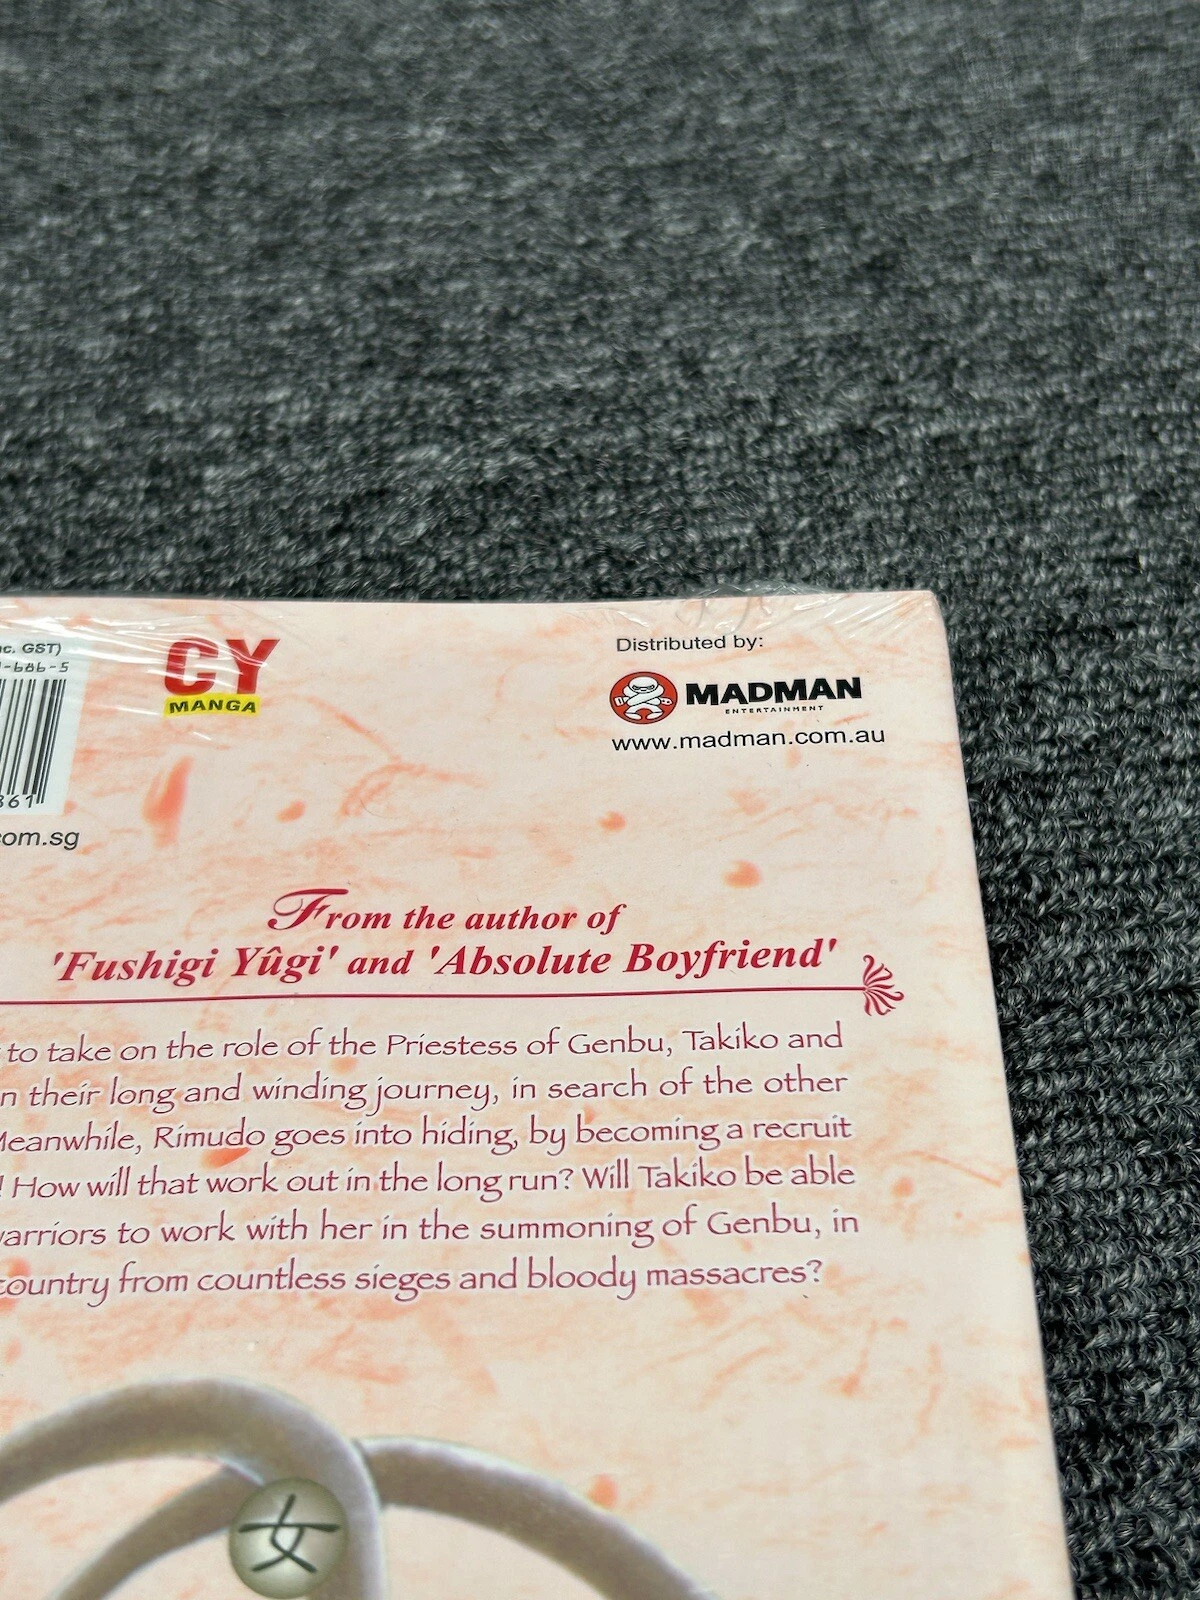 nc. GST)
-686-5
861
com.sg
CY
MANGA
Distributed by:
MADMAN
ENTERTAINMENT
www.madman.com.au
From the author of
'Fushigi Yûgi' and 'Absolute Boyfriend'
to take on the role of the Priestess of Genbu, Takiko and
n their long and winding journey, in search of the other
Meanwhile, Rimudo goes into hiding, by becoming a recruit
! How will that work out in the long run? Will Takiko be able
warriors to work with her in the summoning of Genbu, in
country from countless sieges and bloody massacres?
女